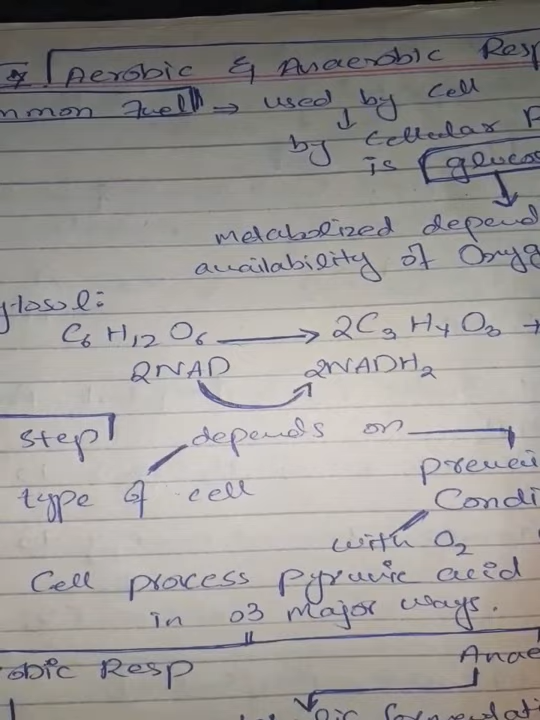 Aerobic & Anaerobic Resp
mmon Fuel → used by cell
by cellular
is glucos
metabolized depend
availability of Oxyg
ytosol:
C6 H12 O6 → 2C3 H4 O3 +
2NAD 2NADH2
step depends on
type of cell
Condi
with O2
Cell process pyruvic acid
in 03 major ways.
obic Resp Anae